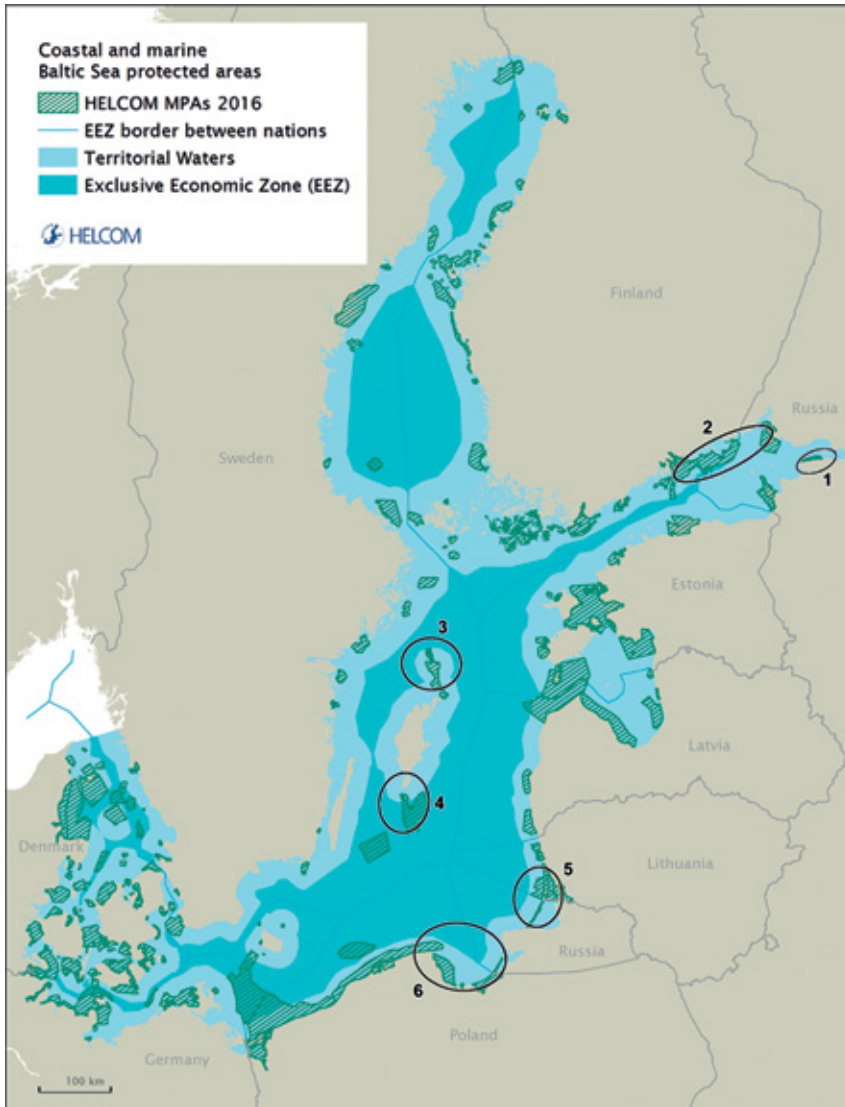 Coastal and marine
Baltic Sea protected areas
HELCOM MPAs 2016
EEZ border between nations
Territorial Waters
Exclusive Economic Zone (EEZ)
HELCOM
Finland
Russia
2
1
Sweden
Estonia
3
Latvia
4
Denmark
Lithuania
5
Russia
6
Poland
Germany
100 km